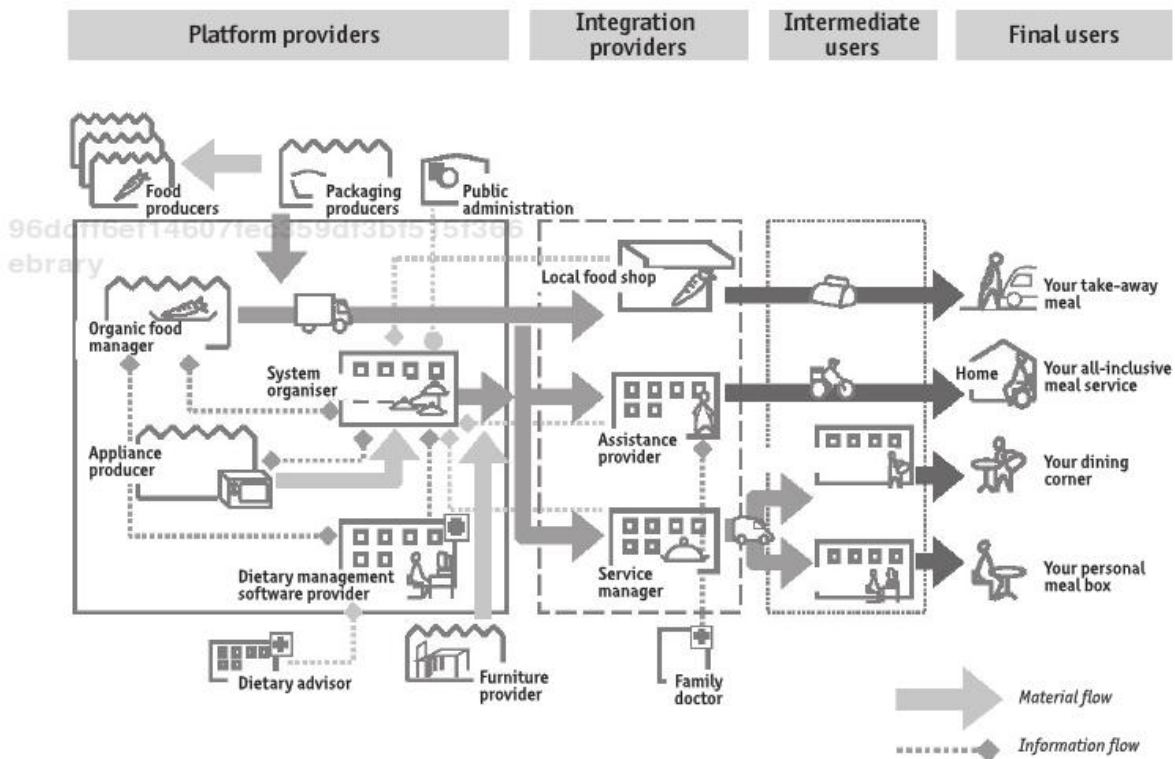 Platform providers
Integration
providers
Intermediate
users
Final users
Food
producers
Packaging
producers
Public
administration
ebrary
Organic food
manager
Local food shop
Your take-away
meal
System
organiser
Home
Your all-inclusive
meal service
Appliance
producer
Assistance
provider
Your dining
corner
Dietary management
software provider
Service
manager
Your personal
meal box
Dietary advisor
Furniture
provider
Family
doctor
Material flow
Information flow